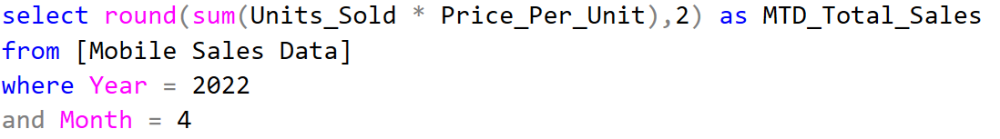 select round(sum(Units_Sold * Price_Per_Unit),2) as MTD_Total_Sales
from [Mobile Sales Data]
where Year = 2022
and Month = 4